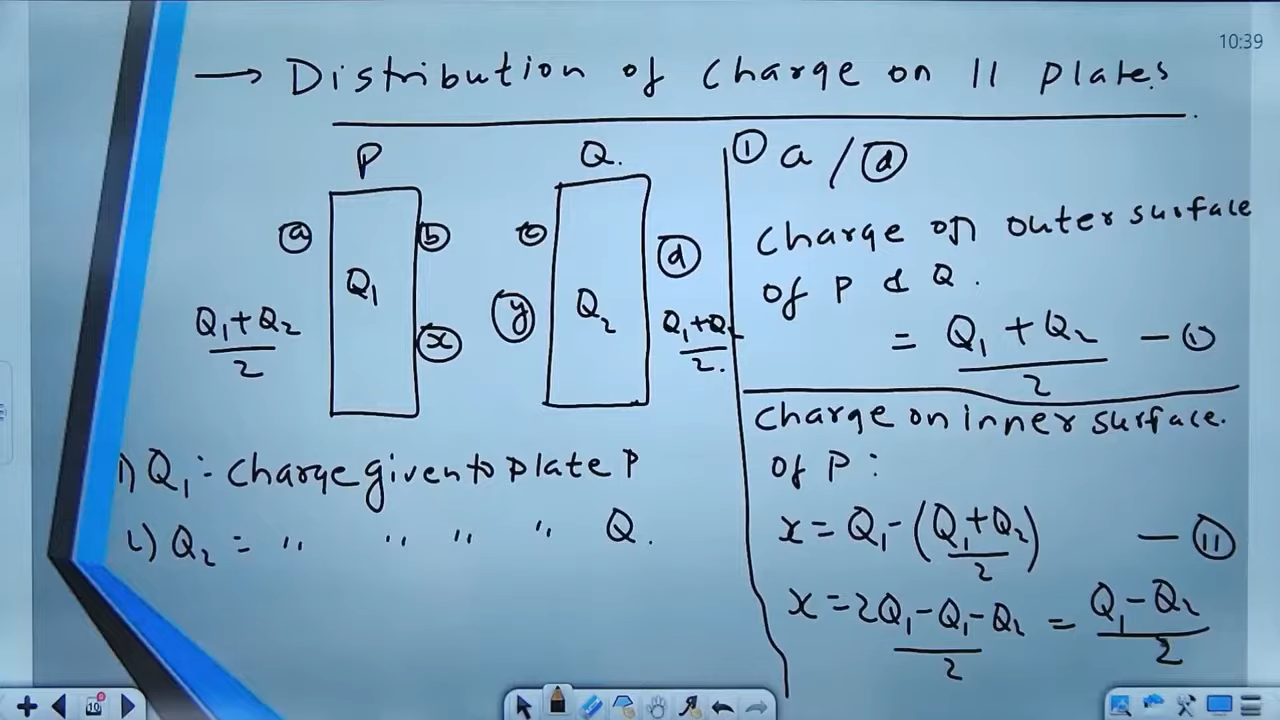 10:39
→ Distribution of charge on 11 plates
P
Q.
a
b
c
d
Q₁
Q₂
x
y
Q₁+Q₂/2
Q₁+Q₂/2.
1) Q₁ :- charge given to plate P
2) Q₂ = " " " " Q.
① a / d
charge on outer surface
of P & Q.
= Q₁ + Q₂/2 - ①
charge on inner surface.
of P :
x = Q₁ - (Q₁+Q₂/2) - ⑪
x = 2Q₁-Q₁-Q₂/2 = Q₁-Q₂/2
10